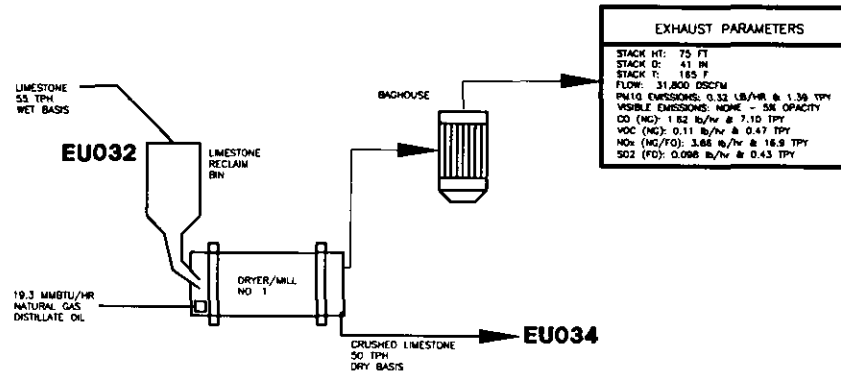 EXHAUST PARAMETERS
STACK HT: 75 FT
STACK D: 41 IN
STACK T: 165 F
FLOW: 31,800 DSCFM
PM10 EMISSIONS: 0.32 LB/HR & 1.39 TPY
VISIBLE EMISSIONS: NONE - 5% OPACITY
CO (NG): 1.62 lb/hr & 7.10 TPY
VOC (NG): 0.11 lb/hr & 0.47 TPY
NOx (NG/FO): 3.86 lb/hr & 16.9 TPY
SO2 (FO): 0.098 lb/hr & 0.43 TPY
LIMESTONE
55 TPH
WET BASIS
BAGHOUSE
EU032
LIMESTONE
RECLAIM
BIN
DRYER/MILL
NO 1
19.3 MMBTU/HR
NATURAL GAS
DISTILLATE OIL
EU034
CRUSHED LIMESTONE
50 TPH
DRY BASIS